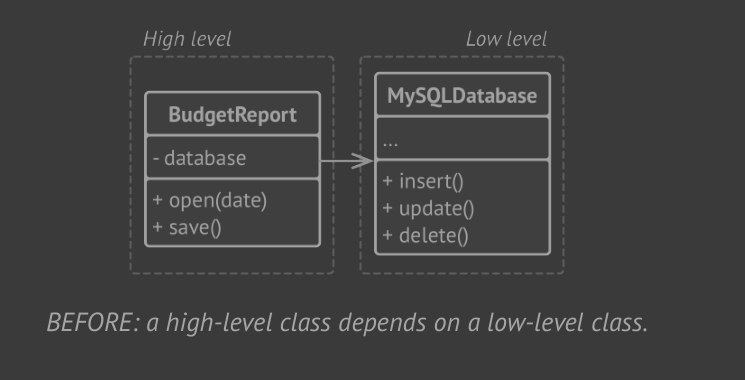 High level
Low level
BudgetReport
- database
+ open(date)
+ save()
MySQLDatabase
...
+ insert()
+ update()
+ delete()
BEFORE: a high-level class depends on a low-level class.